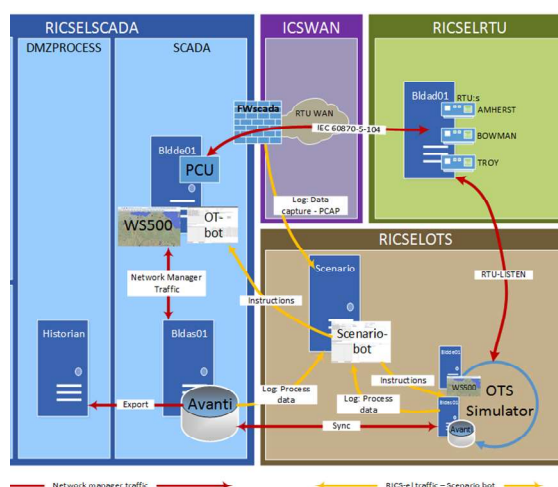 RICSELSCADA
ICSWAN
RICSELRTU
DMZPROCESS
SCADA
FWscada
RTU WAN
IEC 60870-5-104
Bldad01
RTU:s
AMHERST
BOWMAN
TROY
Bldde01
PCU
WS500
OT-
bot
Log: Data
capture - PCAP
RICSELOTS
Scenario
RTU-LISTEN
Network Manager
Traffic
Instructions
Scenario-
bot
Historian
Bldas01
Instructions
Bldde01
WS500
OTS
Simulator
Bldas01
Avanti
Export
Avanti
Log: Process
data
Log: Process
data
Sync
Network manager traffic
RICS-el traffic – Scenario bot